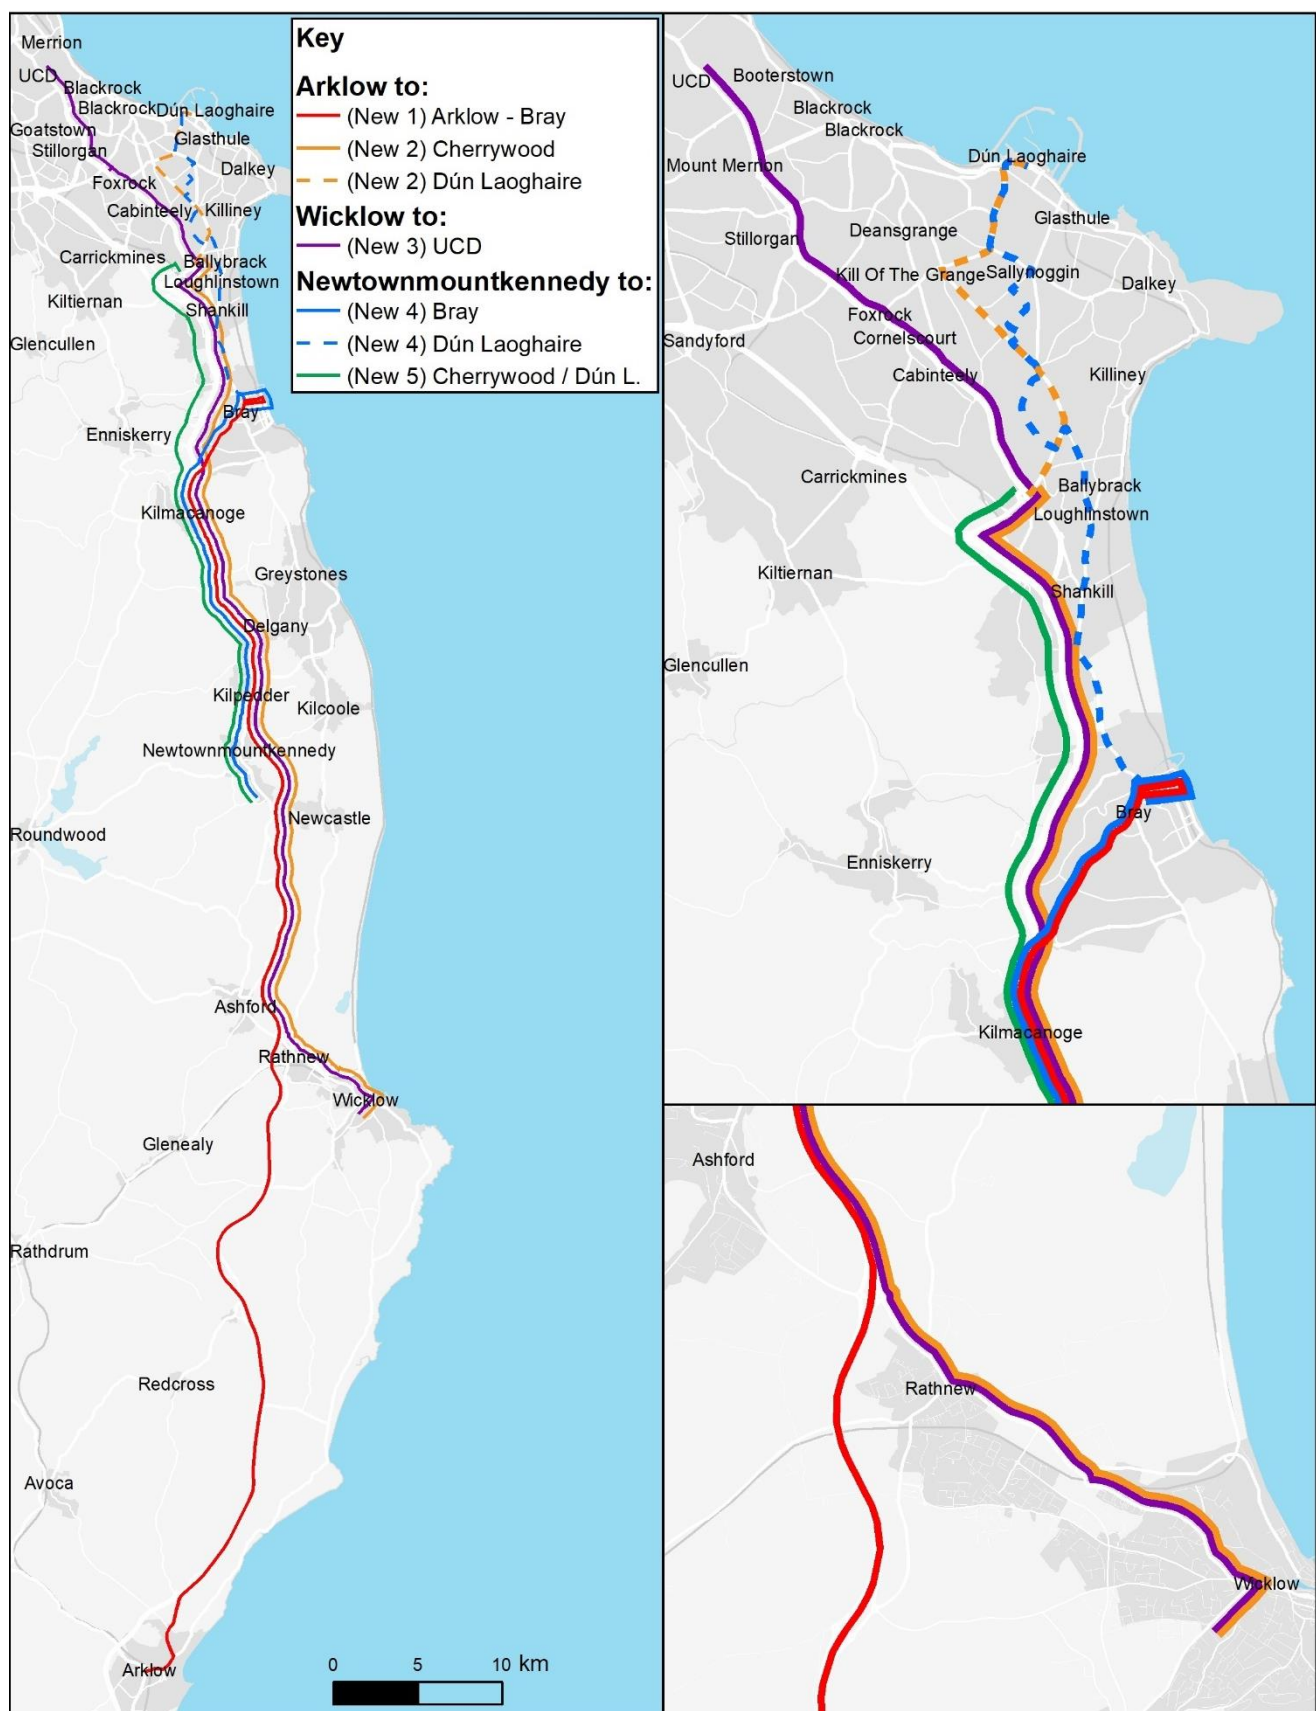 Merrion
UCD
Blackrock
Blackrock
Dún Laoghaire
Goatstown
Glasthule
Stillorgan
Dalkey
Foxrock
Cabinteely
Killiney
Carrickmines
Ballybrack
Loughlinstown
Kiltiernan
Shankill
Glencullen
Bray
Enniskerry
Kilmacanoge
Greystones
Delgany
Kilpedder
Kilcoole
Newtownmountkennedy
Newcastle
Roundwood
Ashford
Rathnew
Wicklow
Glenealy
Rathdrum
Redcross
Avoca
Arklow
0 5 10 km
Key
Arklow to:
(New 1) Arklow - Bray
(New 2) Cherrywood
(New 2) Dún Laoghaire
Wicklow to:
(New 3) UCD
Newtownmountkennedy to:
(New 4) Bray
(New 4) Dún Laoghaire
(New 5) Cherrywood / Dún L.
UCD
Booterstown
Blackrock
Blackrock
Mount Merrion
Dún Laoghaire
Glasthule
Stillorgan
Deansgrange
Kill Of The Grange
Sallynoggin
Dalkey
Foxrock
Sandyford
Cornelscourt
Cabinteely
Killiney
Carrickmines
Ballybrack
Loughlinstown
Kiltiernan
Shankill
Glencullen
Bray
Enniskerry
Kilmacanoge
Ashford
Rathnew
Wicklow